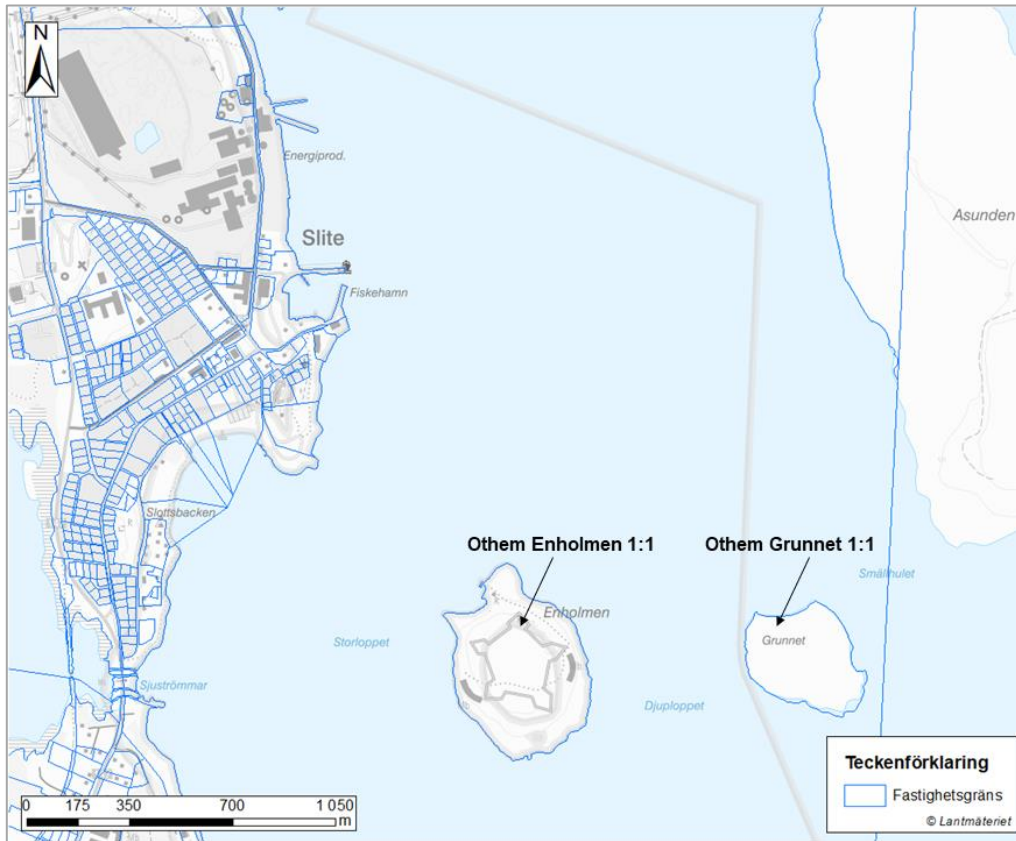 N
Energiprod.
Slite
Asunden
Fiskehamn
Slottsbacken
Othem Enholmen 1:1
Othem Grunnet 1:1
Smällhulet
Enholmen
Storloppet
Grunnet
Sjuströmmar
Djuploppet
Teckenförklaring
Fastighetsgräns
© Lantmäteriet
0 175 350 700 1 050
m